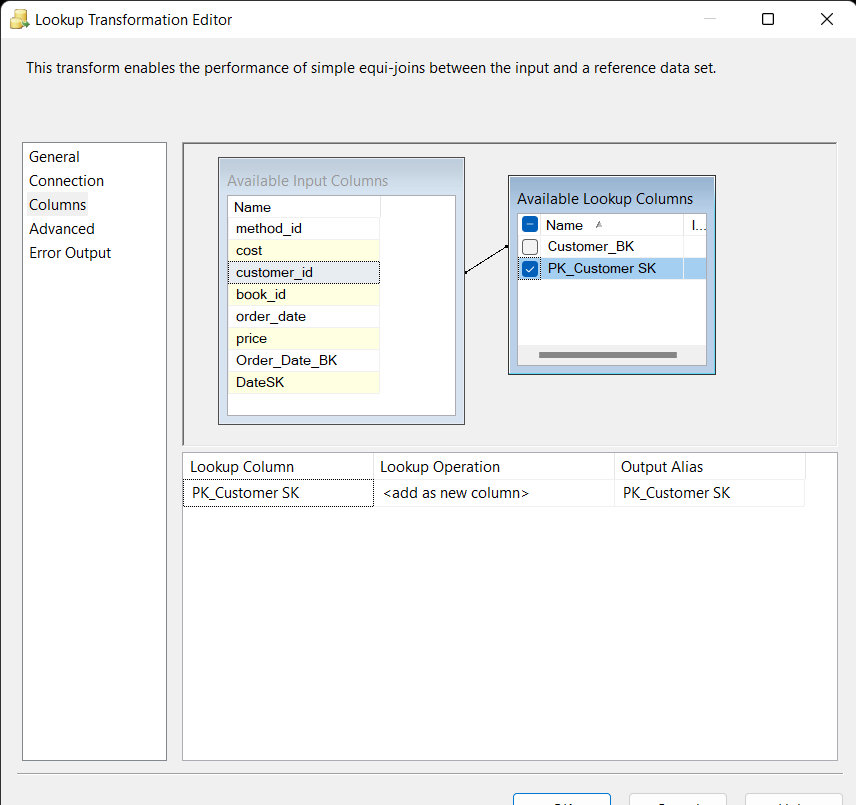 Lookup Transformation Editor
This transform enables the performance of simple equi-joins between the input and a reference data set.
General
Connection
Columns
Advanced
Error Output
Available Input Columns
Name
method_id
cost
customer_id
book_id
order_date
price
Order_Date_BK
DateSK
Available Lookup Columns
Name I...
Customer_BK
PK_Customer SK
Lookup Column Lookup Operation Output Alias
PK_Customer SK <add as new column> PK_Customer SK